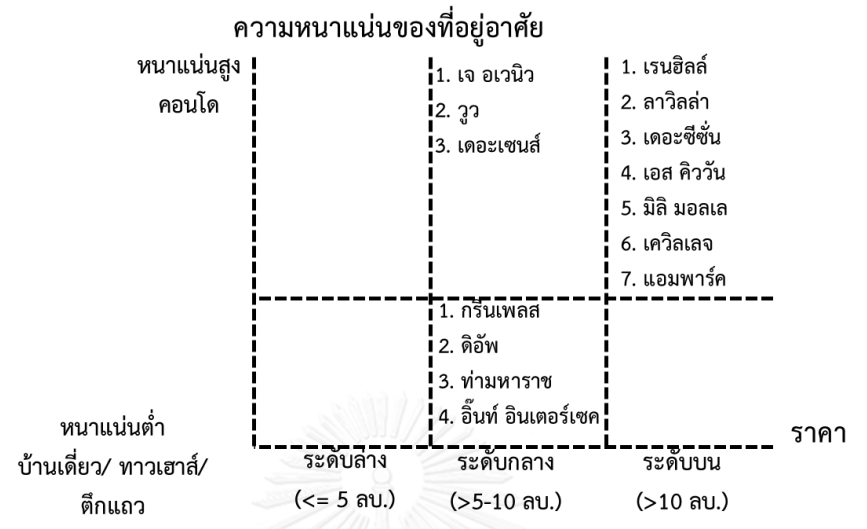 ความหนาแน่นของที่อยู่อาศัย
หนาแน่นสูง
คอนโด
1. เจ อเวนิว
2. วูว
3. เดอะเซนส์
1. เรนฮิลล์
2. ลาวิลล่า
3. เดอะซีซั่น
4. เอส คิววัน
5. มิลิ มอลเล
6. เควิลเลจ
7. แอมพาร์ค
1. กรีนเพลส
2. ดิอัพ
3. ท่ามหาราช
4. อิ๊นท์ อินเตอร์เซค
หนาแน่นต่ำ
บ้านเดี่ยว/ ทาวเฮาส์/
ตึกแถว
ระดับล่าง
(<= 5 ลบ.)
ระดับกลาง
(>5-10 ลบ.)
ระดับบน
(>10 ลบ.)
ราคา